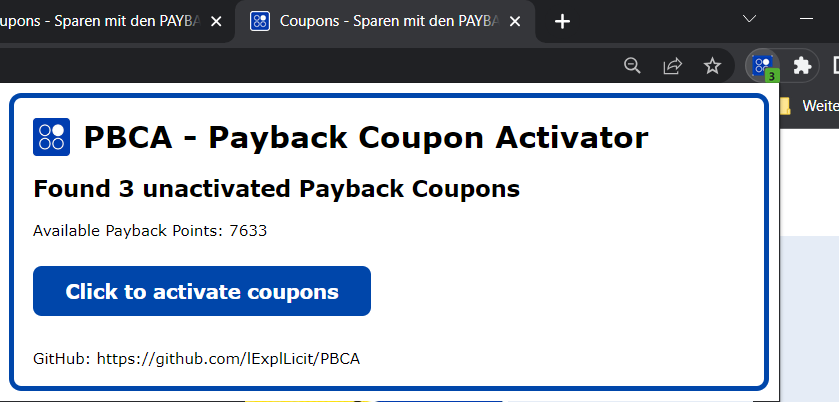 upons - Sparen mit den PAYBA
Coupons - Sparen mit den PAYBA
3
Weite
PBCA - Payback Coupon Activator
Found 3 unactivated Payback Coupons
Available Payback Points: 7633
Click to activate coupons
GitHub: https://github.com/lExplLicit/PBCA